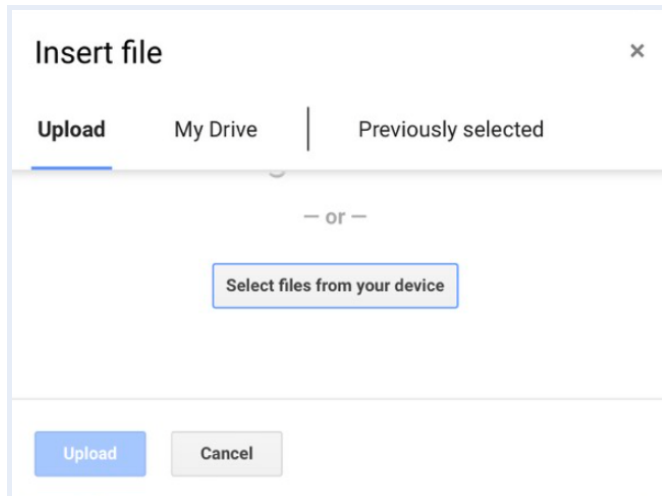 Insert file
×
Upload My Drive Previously selected
— or —
Select files from your device
Upload Cancel